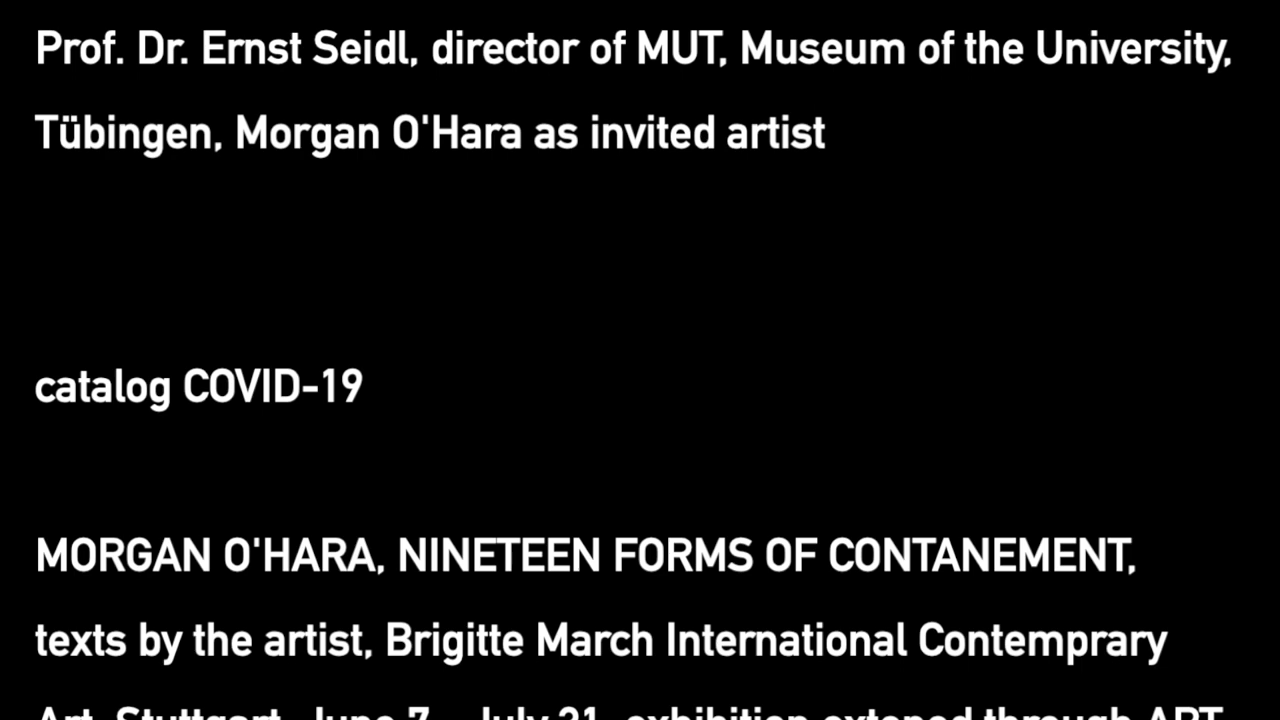 Prof. Dr. Ernst Seidl, director of MUT, Museum of the University,
Tübingen, Morgan O'Hara as invited artist
catalog COVID-19
MORGAN O'HARA, NINETEEN FORMS OF CONTANEMENT,
texts by the artist, Brigitte March International Contemprary
Art, Stuttgart, June 7 - July 31, exhibition extened through ART